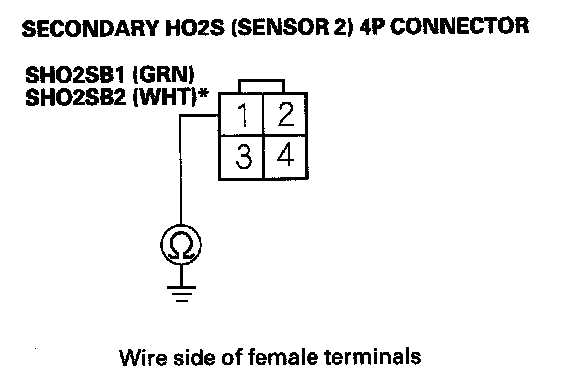 SECONDARY HO2S (SENSOR 2) 4P CONNECTOR
SHO2SB1 (GRN)
SHO2SB2 (WHT)*
1 2
3 4
Ω
Wire side of female terminals